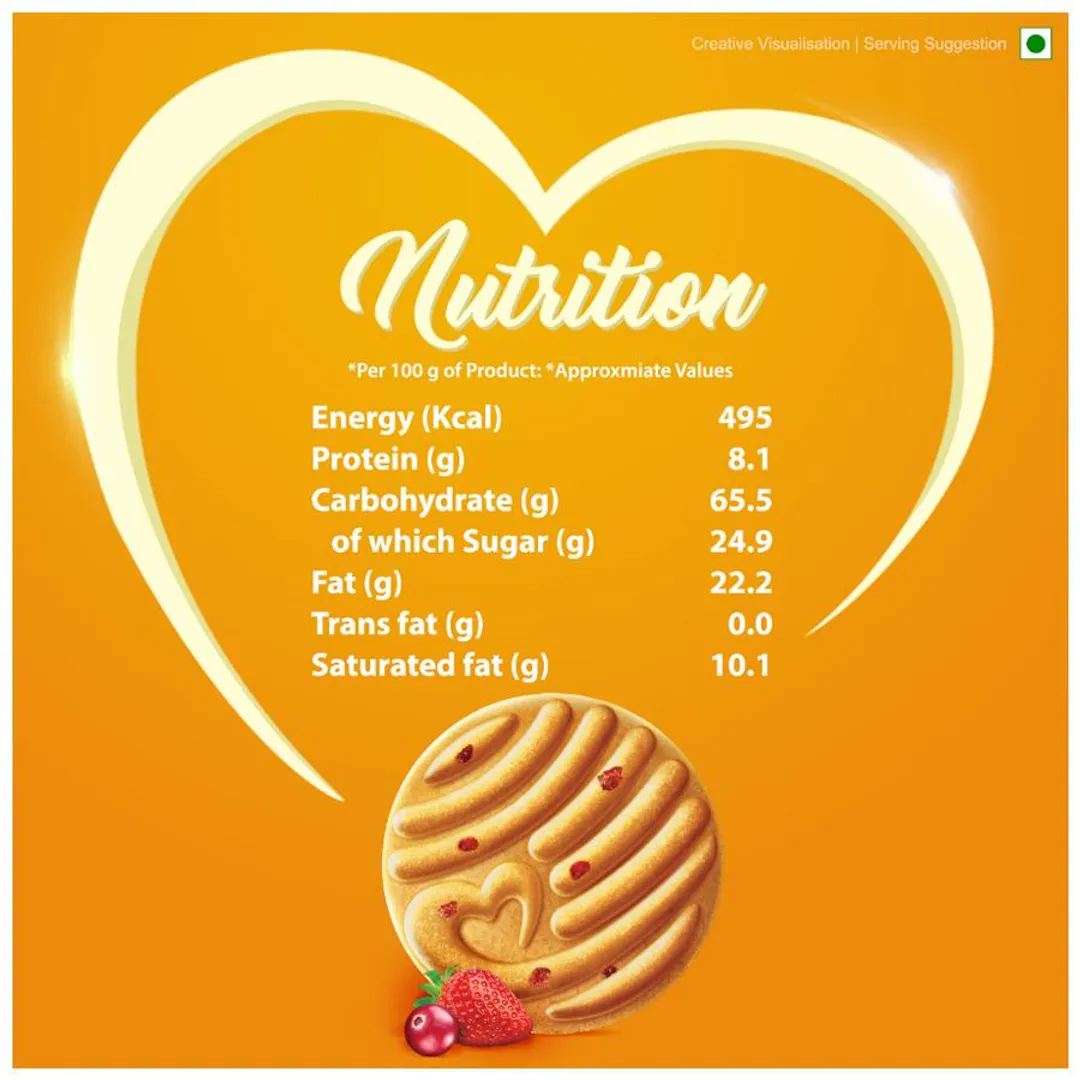 Creative Visualisation | Serving Suggestion
Nutrition
*Per 100 g of Product: *Approxmiate Values
Energy (Kcal) 495
Protein (g) 8.1
Carbohydrate (g) 65.5
of which Sugar (g) 24.9
Fat (g) 22.2
Trans fat (g) 0.0
Saturated fat (g) 10.1